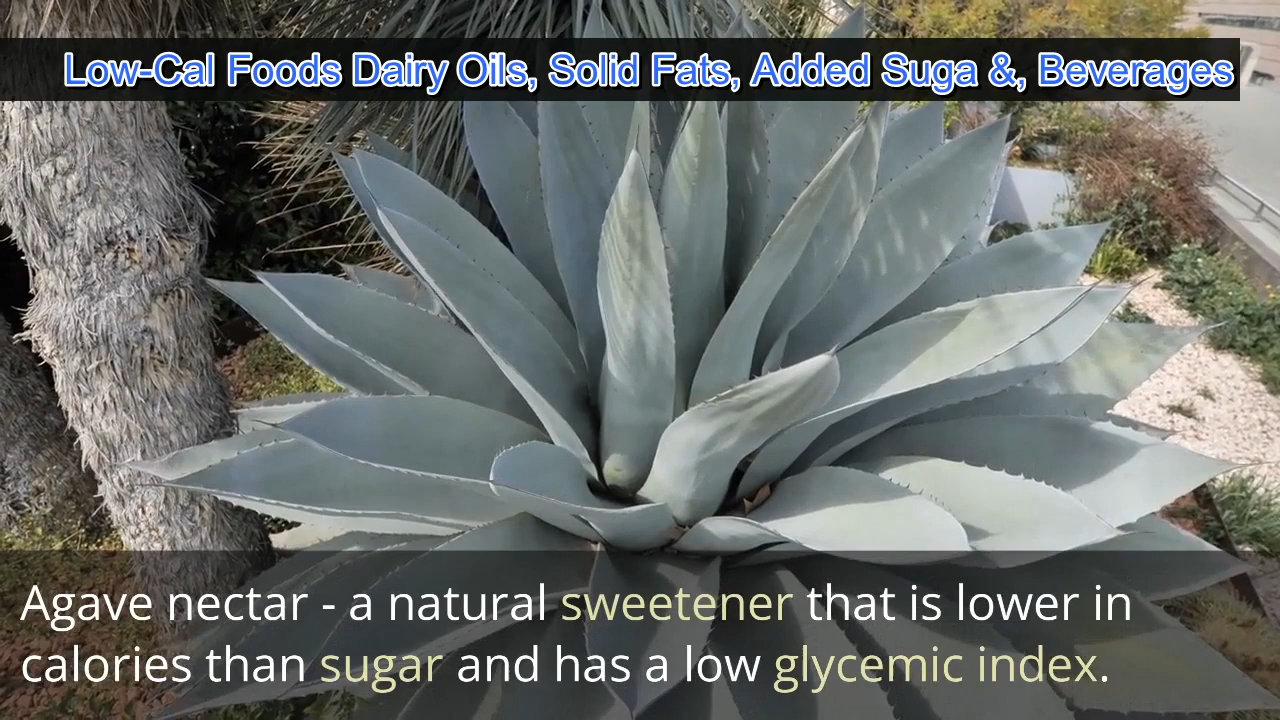 Low-Cal Foods Dairy Oils, Solid Fats, Added Suga &, Beverages
Agave nectar - a natural sweetener that is lower in
calories than sugar and has a low glycemic index.